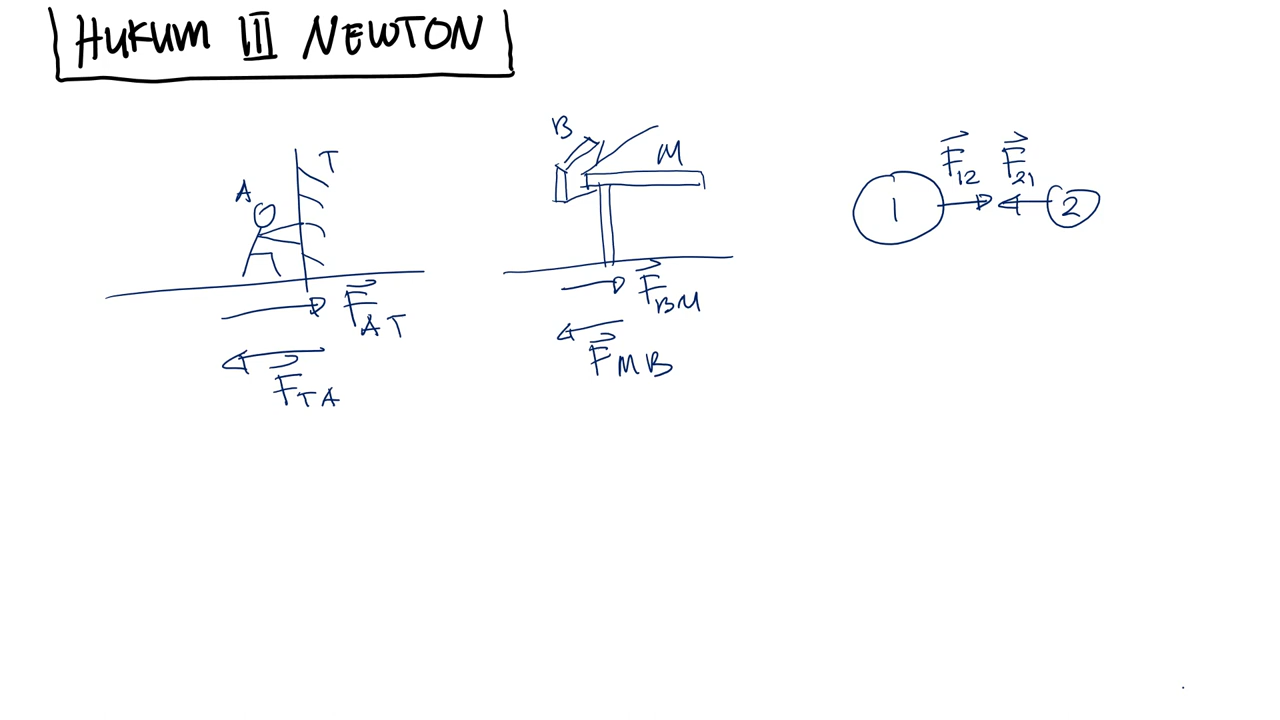 HUKUM III NEWTON
A
T
F AT
F TA
B
M
F BM
F MB
1
F 12
F 21
2